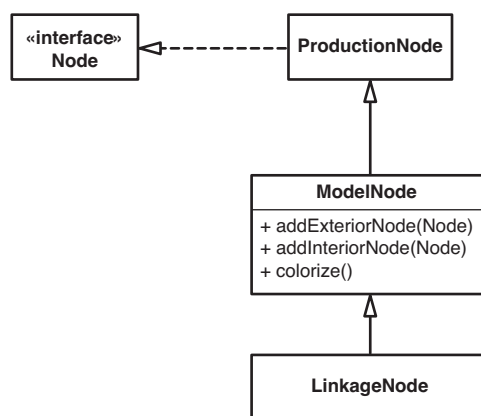 «interface»
Node
ProductionNode
ModelNode
+ addExteriorNode(Node)
+ addInteriorNode(Node)
+ colorize()
LinkageNode